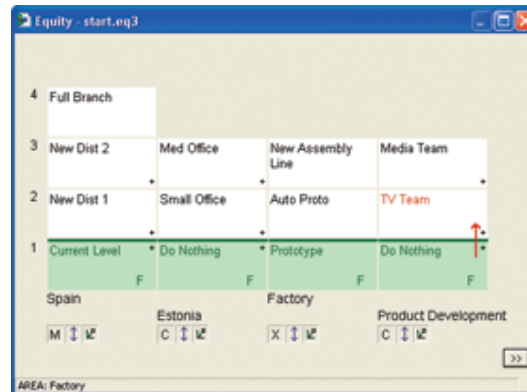 Equity - start.eq3
4 Full Branch
3 New Dist 2 Med Office New Assembly Line Media Team
2 New Dist 1 Small Office Auto Proto TV Team
1 Current Level Do Nothing Prototype Do Nothing
F F F F
Spain Factory
Estonia Product Development
M C X C
>>
AREA: Factory